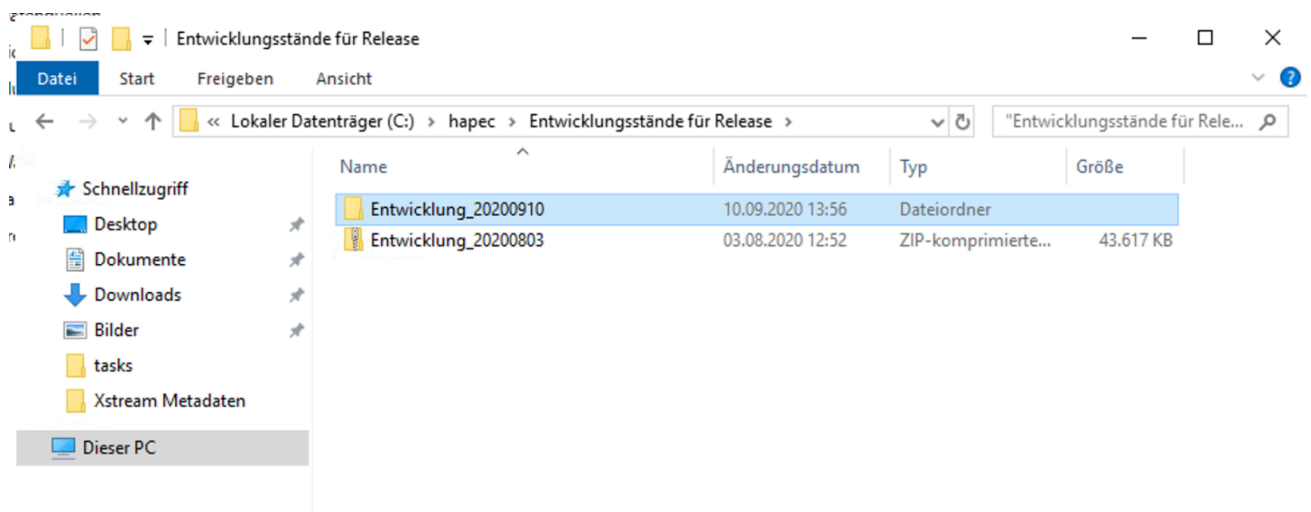 Entwicklungsstände für Release
Datei Start Freigeben Ansicht
« Lokaler Datenträger (C:) › hapec › Entwicklungsstände für Release › "Entwicklungsstände für Rele...
Name Änderungsdatum Typ Größe
Schnellzugriff
Entwicklung_20200910 10.09.2020 13:56 Dateiordner
Desktop
Entwicklung_20200803 03.08.2020 12:52 ZIP-komprimierte... 43.617 KB
Dokumente
Downloads
Bilder
tasks
Xstream Metadaten
Dieser PC